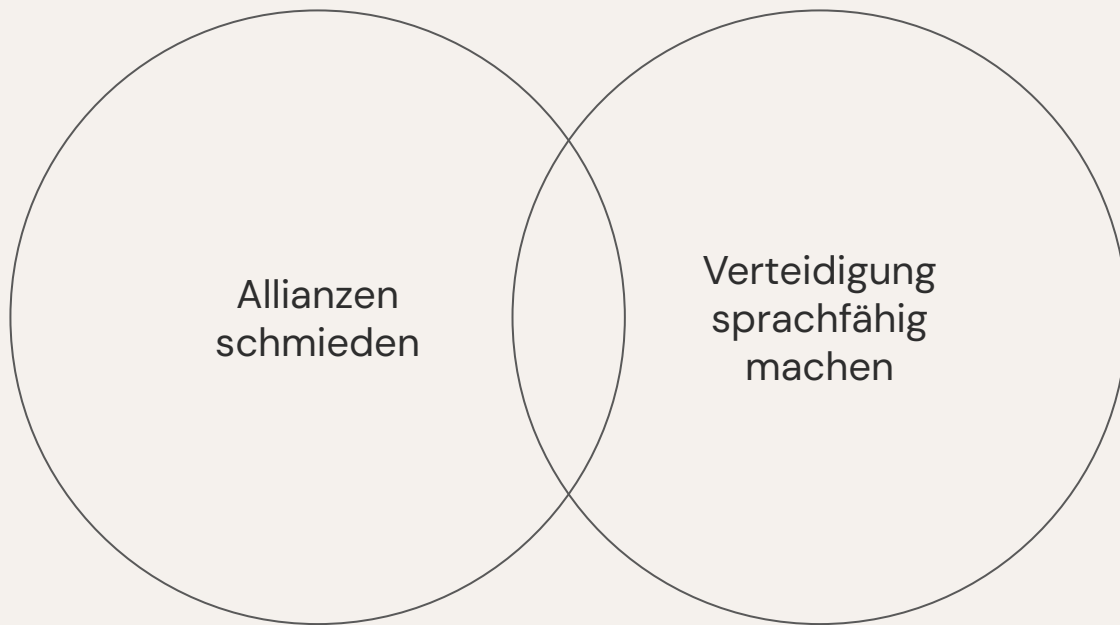 Allianzen
schmieden
Verteidigung
sprachfähig
machen